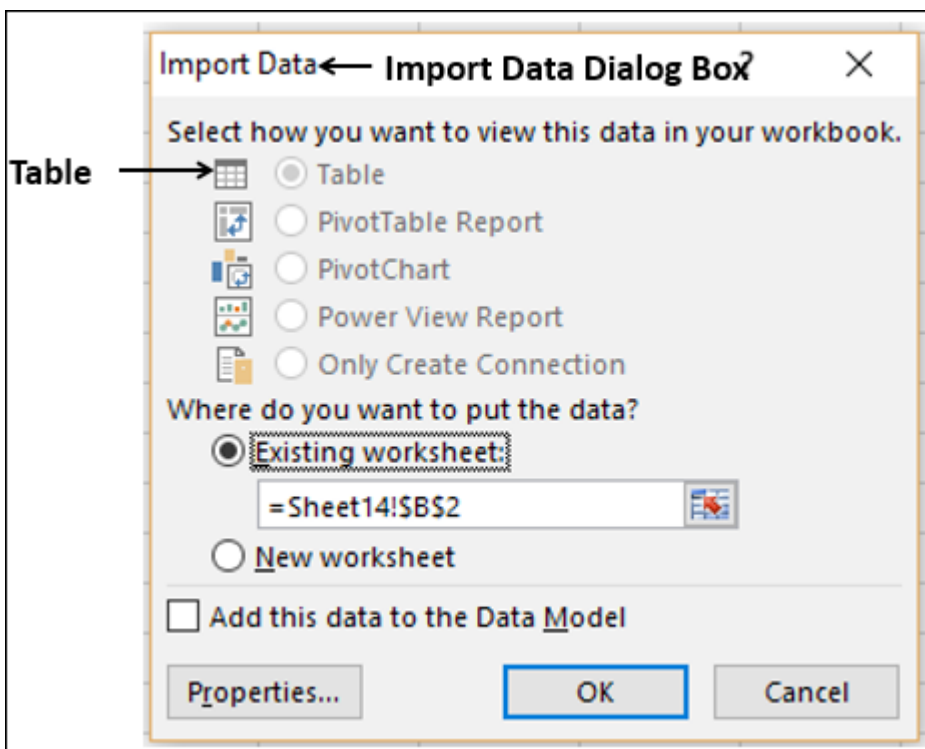 Import Data Import Data Dialog Box ?
Select how you want to view this data in your workbook.
Table Table
PivotTable Report
PivotChart
Power View Report
Only Create Connection
Where do you want to put the data?
Existing worksheet:
=Sheet14!$B$2
New worksheet
Add this data to the Data Model
Properties... OK Cancel